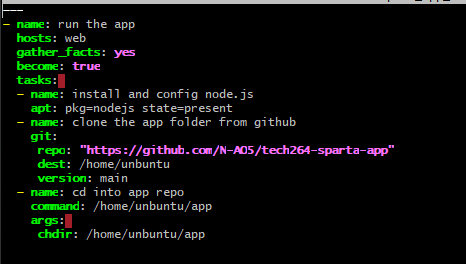 ---
- name: run the app
  hosts: web
  gather_facts: yes
  become: true
  tasks:
  - name: install and config node.js
    apt: pkg=nodejs state=present
  - name: clone the app folder from github
    git:
     repo: "https://github.com/N-A05/tech264-sparta-app"
     dest: /home/unbuntu
     version: main
  - name: cd into app repo
    command: /home/unbuntu/app
    args:
     chdir: /home/unbuntu/app